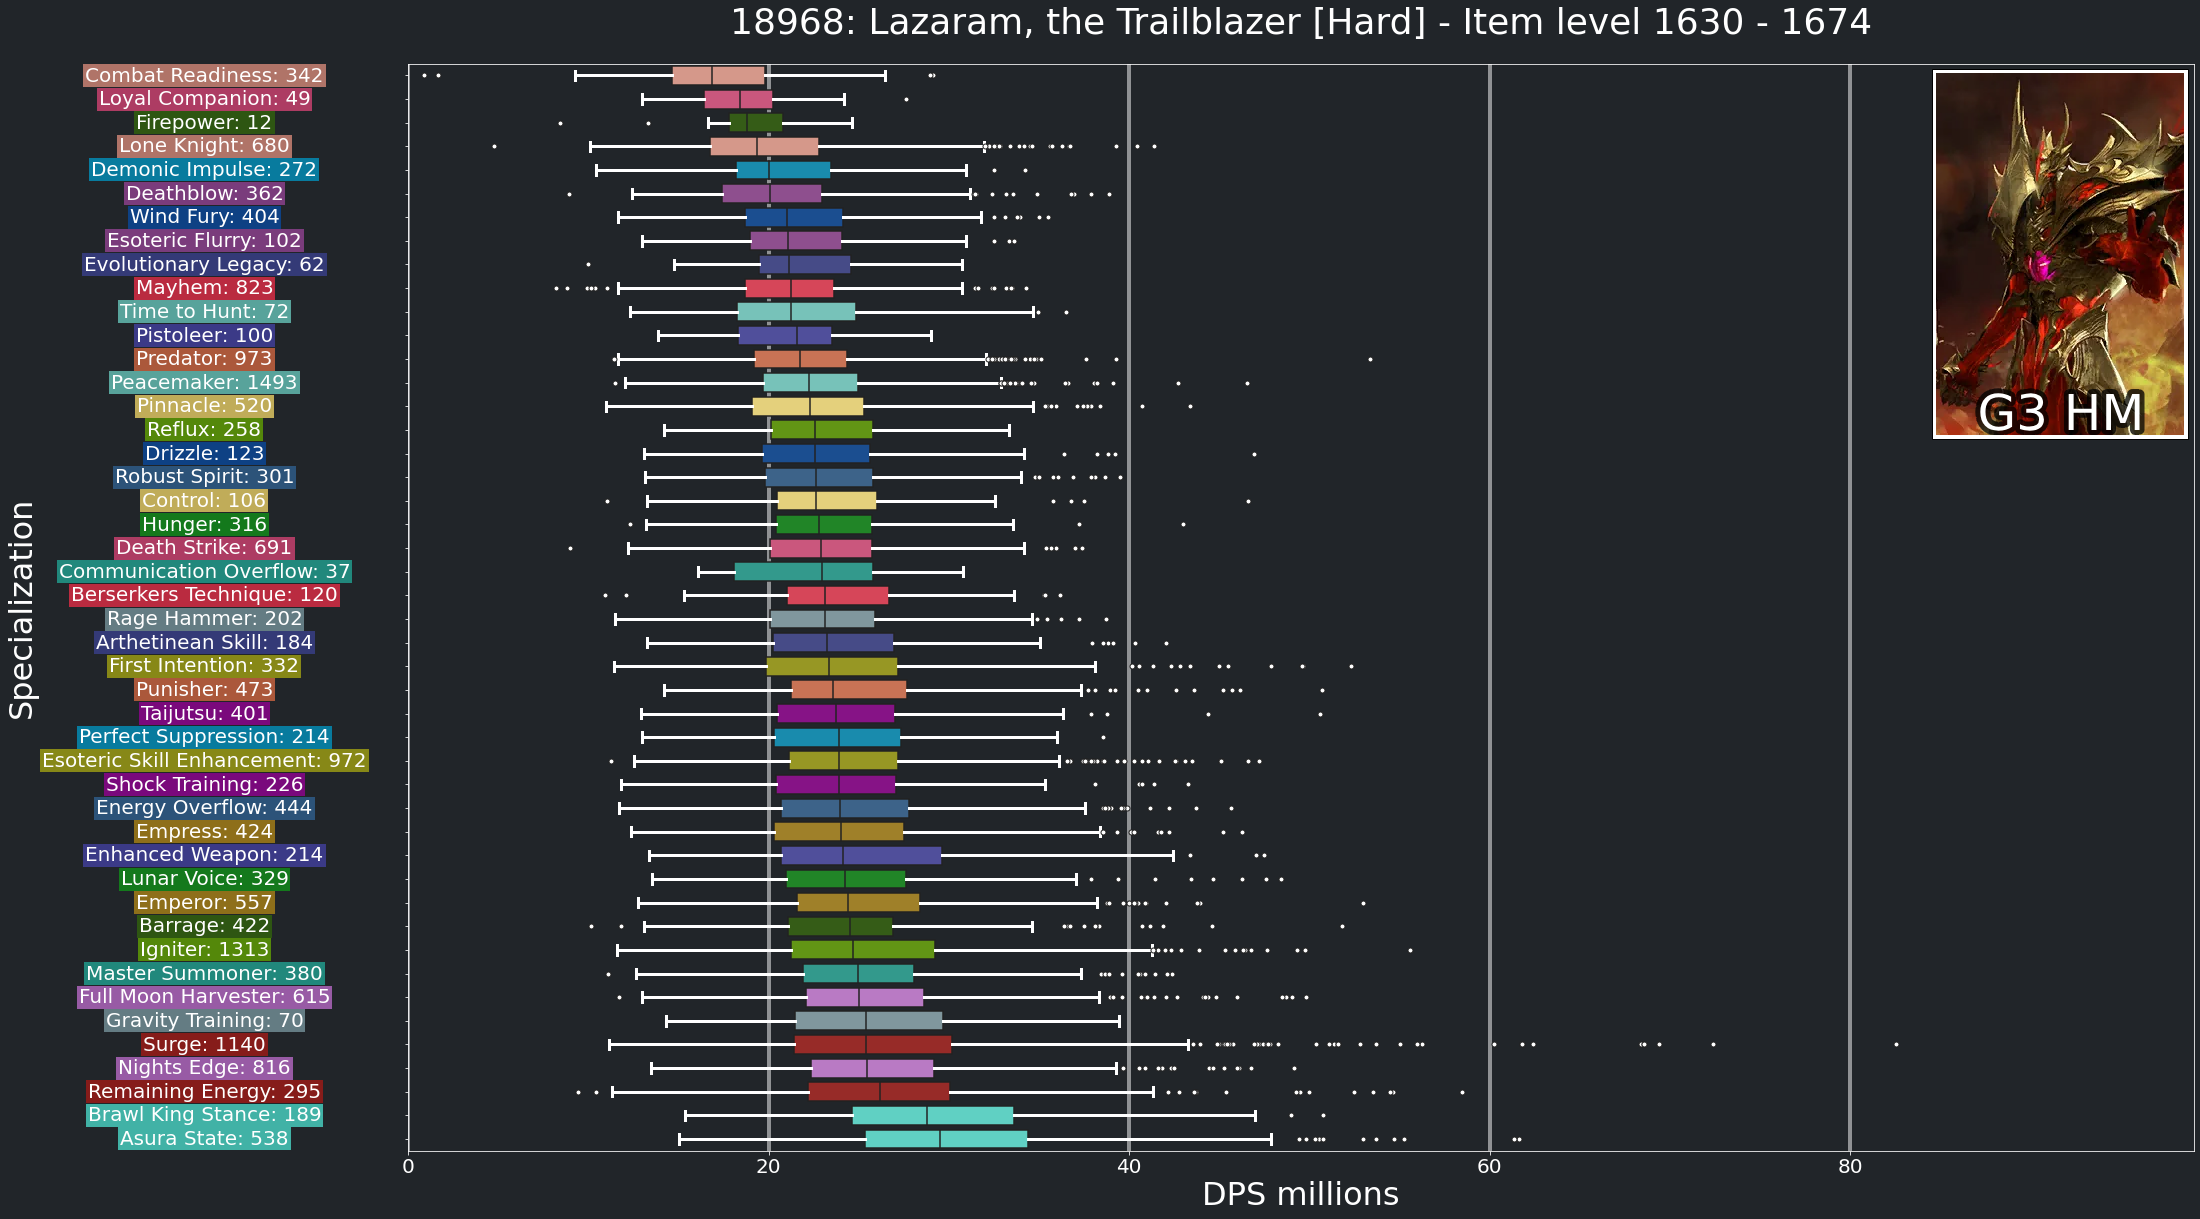 18968: Lazaram, the Trailblazer [Hard] - Item level 1630 - 1674
Combat Readiness: 342
Loyal Companion: 49
Firepower: 12
Lone Knight: 680
Demonic Impulse: 272
Deathblow: 362
Wind Fury: 404
Esoteric Flurry: 102
Evolutionary Legacy: 62
Mayhem: 823
Time to Hunt: 72
Pistoleer: 100
Predator: 973
Peacemaker: 1493
Pinnacle: 520
Reflux: 258
Drizzle: 123
Robust Spirit: 301
Control: 106
Hunger: 316
Death Strike: 691
Communication Overflow: 37
Berserkers Technique: 120
Rage Hammer: 202
Arthetinean Skill: 184
First Intention: 332
Punisher: 473
Taijutsu: 401
Perfect Suppression: 214
Esoteric Skill Enhancement: 972
Shock Training: 226
Energy Overflow: 444
Empress: 424
Enhanced Weapon: 214
Lunar Voice: 329
Emperor: 557
Barrage: 422
Igniter: 1313
Master Summoner: 380
Full Moon Harvester: 615
Gravity Training: 70
Surge: 1140
Nights Edge: 816
Remaining Energy: 295
Brawl King Stance: 189
Asura State: 538
Specialization
G3 HM
0 20 40 60 80
DPS millions